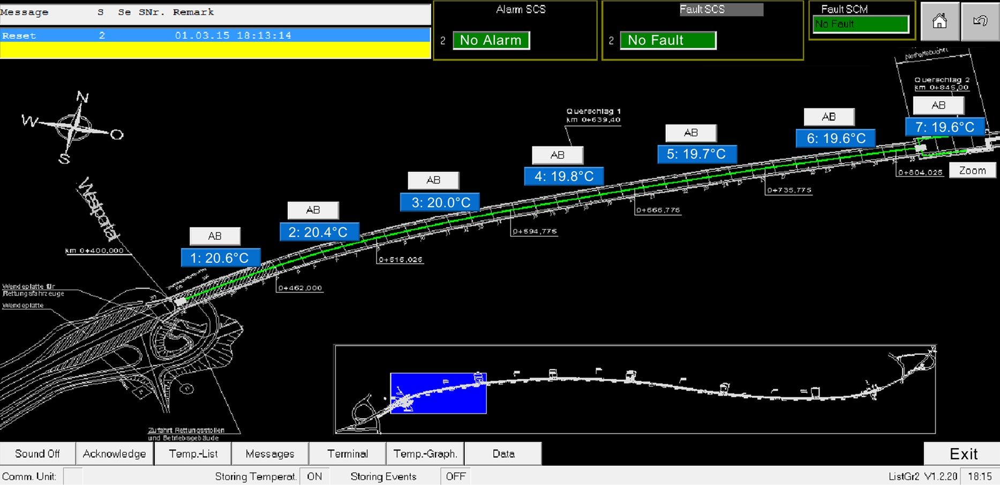 Message S Se SNr. Remark
Reset 2 01.03.15 18:13:14
Alarm SCS
2 No Alarm
Fault SCS
2 No Fault
Fault SCM
No Fault
Querschlag 2
km 0+845,00
N
W
O
S
Querschlag 1
km 0+639,40
AB
7: 19.6°C
AB
6: 19.6°C
AB
5: 19.7°C
AB
4: 19.8°C
AB
3: 20.0°C
AB
2: 20.4°C
AB
1: 20.6°C
Zoom
0+804,025
0+735,775
0+666,775
0+594,775
0+516,025
0+462,000
Westportal
km 0+400,000
Wendeplatte für
Rettungsfahrzeuge
Wendeplatte
Zufahrt Rettungsstollen
und Betriebsgebäude
Sound Off Acknowledge Temp.-List Messages Terminal Temp.-Graph. Data Exit
Comm. Unit: Storing Temperat. ON Storing Events OFF ListGr2 V1.2.20 18:15